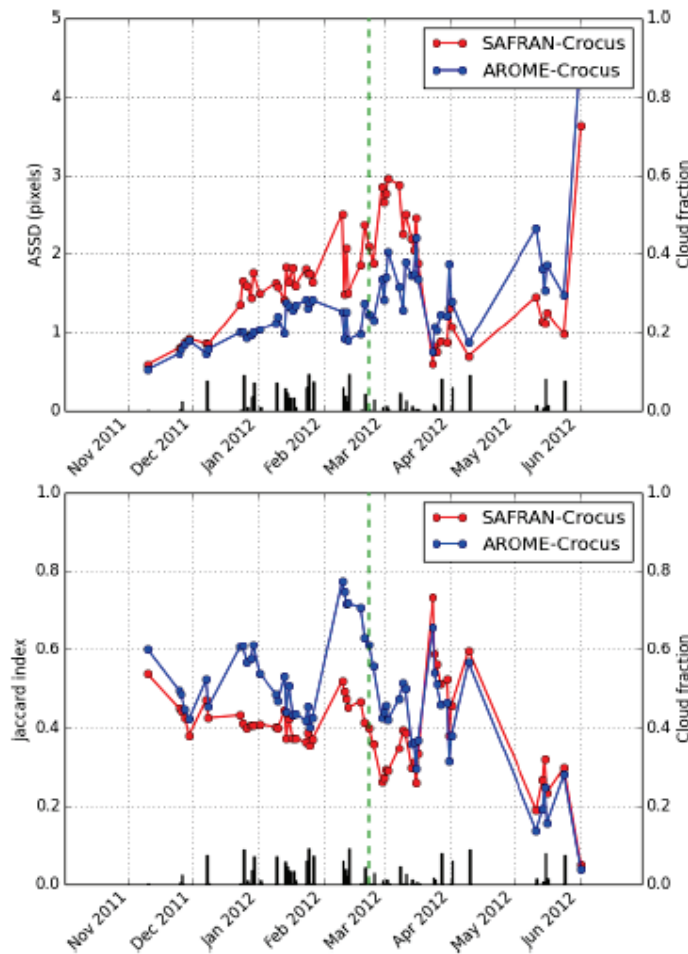 5
4
3
2
1
0
ASSD (pixels)
SAFRAN-Crocus
AROME-Crocus
1.0
0.8
0.6
0.4
0.2
0.0
Cloud fraction
Nov 2011
Dec 2011
Jan 2012
Feb 2012
Mar 2012
Apr 2012
May 2012
Jun 2012
1.0
0.8
0.6
0.4
0.2
0.0
Jaccard index
SAFRAN-Crocus
AROME-Crocus
1.0
0.8
0.6
0.4
0.2
0.0
Cloud fraction
Nov 2011
Dec 2011
Jan 2012
Feb 2012
Mar 2012
Apr 2012
May 2012
Jun 2012